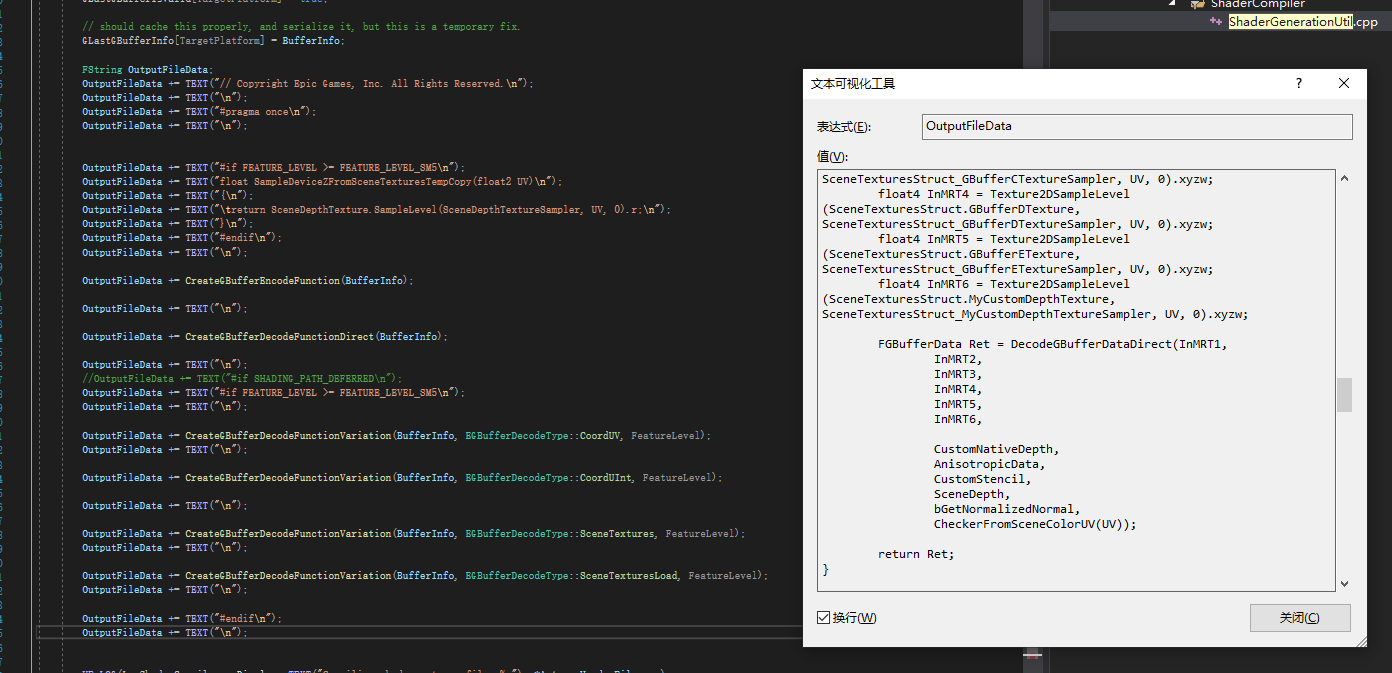 // should cache this properly, and serialize it, but this is a temporary fix.
GLastGBufferInfo[TargetPlatform] = BufferInfo;
FString OutputFileData;
OutputFileData += TEXT("// Copyright Epic Games, Inc. All Rights Reserved.\n");
OutputFileData += TEXT("\n");
OutputFileData += TEXT("#pragma once\n");
OutputFileData += TEXT("\n");
OutputFileData += TEXT("#if FEATURE_LEVEL >= FEATURE_LEVEL_SM5\n");
OutputFileData += TEXT("float SampleDeviceZFromSceneTexturesTempCopy(float2 UV)\n");
OutputFileData += TEXT("{\n");
OutputFileData += TEXT("\treturn SceneDepthTexture.SampleLevel(SceneDepthTextureSampler, UV, 0).r;\n");
OutputFileData += TEXT("}\n");
OutputFileData += TEXT("#endif\n");
OutputFileData += TEXT("\n");
OutputFileData += CreateGBufferEncodeFunction(BufferInfo);
OutputFileData += TEXT("\n");
OutputFileData += CreateGBufferDecodeFunctionDirect(BufferInfo);
OutputFileData += TEXT("\n");
//OutputFileData += TEXT("#if SHADING_PATH_DEFERRED\n");
OutputFileData += TEXT("#if FEATURE_LEVEL >= FEATURE_LEVEL_SM5\n");
OutputFileData += TEXT("\n");
OutputFileData += CreateGBufferDecodeFunctionVariation(BufferInfo, EGBufferDecodeType::CoordUV, FeatureLevel);
OutputFileData += TEXT("\n");
OutputFileData += CreateGBufferDecodeFunctionVariation(BufferInfo, EGBufferDecodeType::CoordUInt, FeatureLevel);
OutputFileData += TEXT("\n");
OutputFileData += CreateGBufferDecodeFunctionVariation(BufferInfo, EGBufferDecodeType::SceneTextures, FeatureLevel);
OutputFileData += TEXT("\n");
OutputFileData += CreateGBufferDecodeFunctionVariation(BufferInfo, EGBufferDecodeType::SceneTexturesLoad, FeatureLevel);
OutputFileData += TEXT("\n");
OutputFileData += TEXT("#endif\n");
OutputFileData += TEXT("\n");
ShaderCompiler
ShaderGenerationUtil.cpp
文本可视化工具
? ×
表达式(E):
OutputFileData
值(V):
SceneTexturesStruct_GBufferCTextureSampler, UV, 0).xyzw;
float4 InMRT4 = Texture2DSampleLevel
(SceneTexturesStruct.GBufferDTexture,
SceneTexturesStruct_GBufferDTextureSampler, UV, 0).xyzw;
float4 InMRT5 = Texture2DSampleLevel
(SceneTexturesStruct.GBufferETexture,
SceneTexturesStruct_GBufferETextureSampler, UV, 0).xyzw;
float4 InMRT6 = Texture2DSampleLevel
(SceneTexturesStruct.MyCustomDepthTexture,
SceneTexturesStruct_MyCustomDepthTextureSampler, UV, 0).xyzw;
FGBufferData Ret = DecodeGBufferDataDirect(InMRT1,
InMRT2,
InMRT3,
InMRT4,
InMRT5,
InMRT6,
CustomNativeDepth,
AnisotropicData,
CustomStencil,
SceneDepth,
bGetNormalizedNormal,
CheckerFromSceneColorUV(UV));
return Ret;
}
换行(W)
关闭(C)